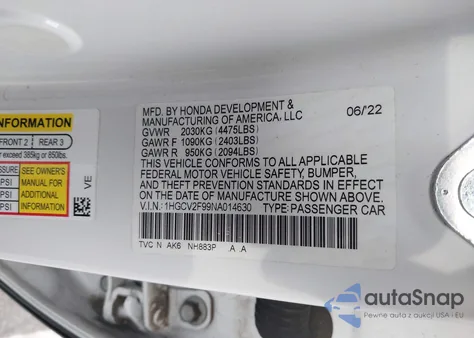 INFORMATION
FRONT 2 REAR 3
exceed 385kg or 850lbs.
PSI SEE OWNER'S
PSI MANUAL FOR
PSI ADDITIONAL
INFORMATION
VE
MFD. BY HONDA DEVELOPMENT & 06/22
MANUFACTURING OF AMERICA, LLC
GVWR 2030KG (4475LBS)
GAWR F 1090KG (2403LBS)
GAWR R 950KG (2094LBS)
THIS VEHICLE CONFORMS TO ALL APPLICABLE
FEDERAL MOTOR VEHICLE SAFETY, BUMPER,
AND THEFT PREVENTION STANDARDS IN EFFECT
ON THE DATE OF MANUFACTURE SHOWN ABOVE.
V.I.N.: 1HGCV2F99NA014630 TYPE: PASSENGER CAR
TVC N AK6 NH883P A A
autoSnap
Pewne auta z aukcji USA i EU